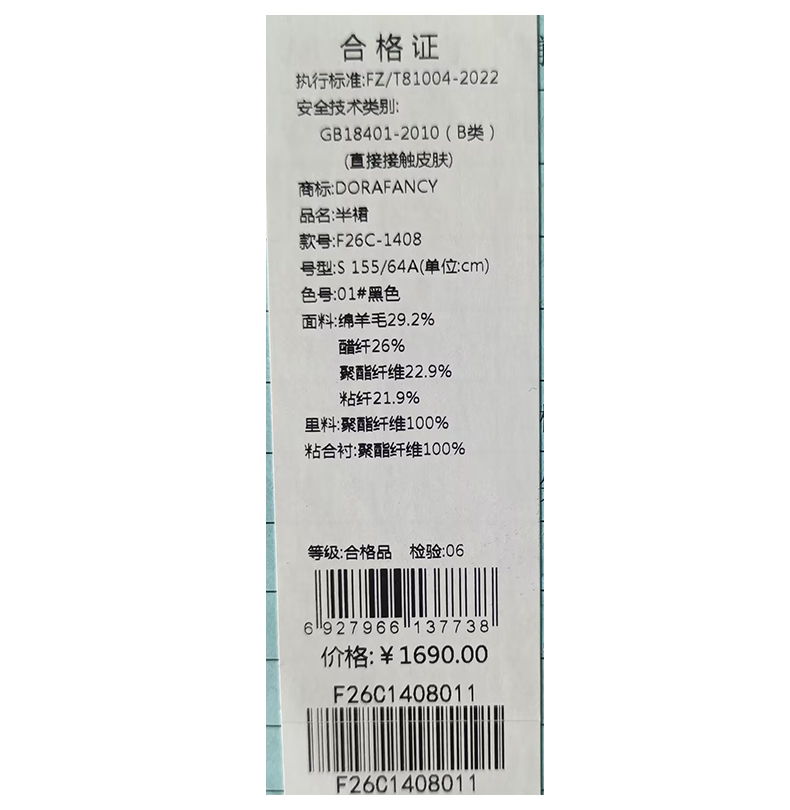 合格证
执行标准:FZ/T81004-2022
安全技术类别:
GB18401-2010（B类）
(直接接触皮肤)
商标:DORAFANCY
品名:半裙
款号:F26C-1408
号型:S 155/64A(单位:cm)
色号:01#黑色
面料:绵羊毛29.2%
醋纤26%
聚酯纤维22.9%
粘纤21.9%
里料:聚酯纤维100%
粘合衬:聚酯纤维100%
等级:合格品 检验:06
6 927966 137738
价格:￥1690.00
F26C1408011
F26C1408011